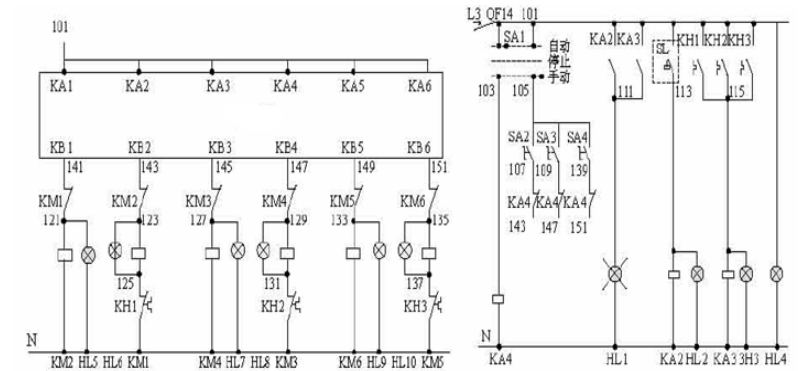 101
KA1 KA2 KA3 KA4 KA5 KA6
KB1 KB2 KB3 KB4 KB5 KB6
141 143 145 147 149 151
KM1 KM2 KM3 KM4 KM5 KM6
121 123 127 129 133 135
125 131 137
KH1 KH2 KH3
N
KM2 HL5 HL6 KM1 KM4 HL7 HL8 KM3 KM6 HL9 HL10 KM5
L3 QF14 101
SA1 自动
停止
手动
KA2 KA3 SL KH1 KH2 KH3
103 105 111 113 115
SA2 SA3 SA4
107 109 139
KA4 KA4 KA4
143 147 151
N
KA4 HL1 KA2 HL2 KA3 3H3 HL4